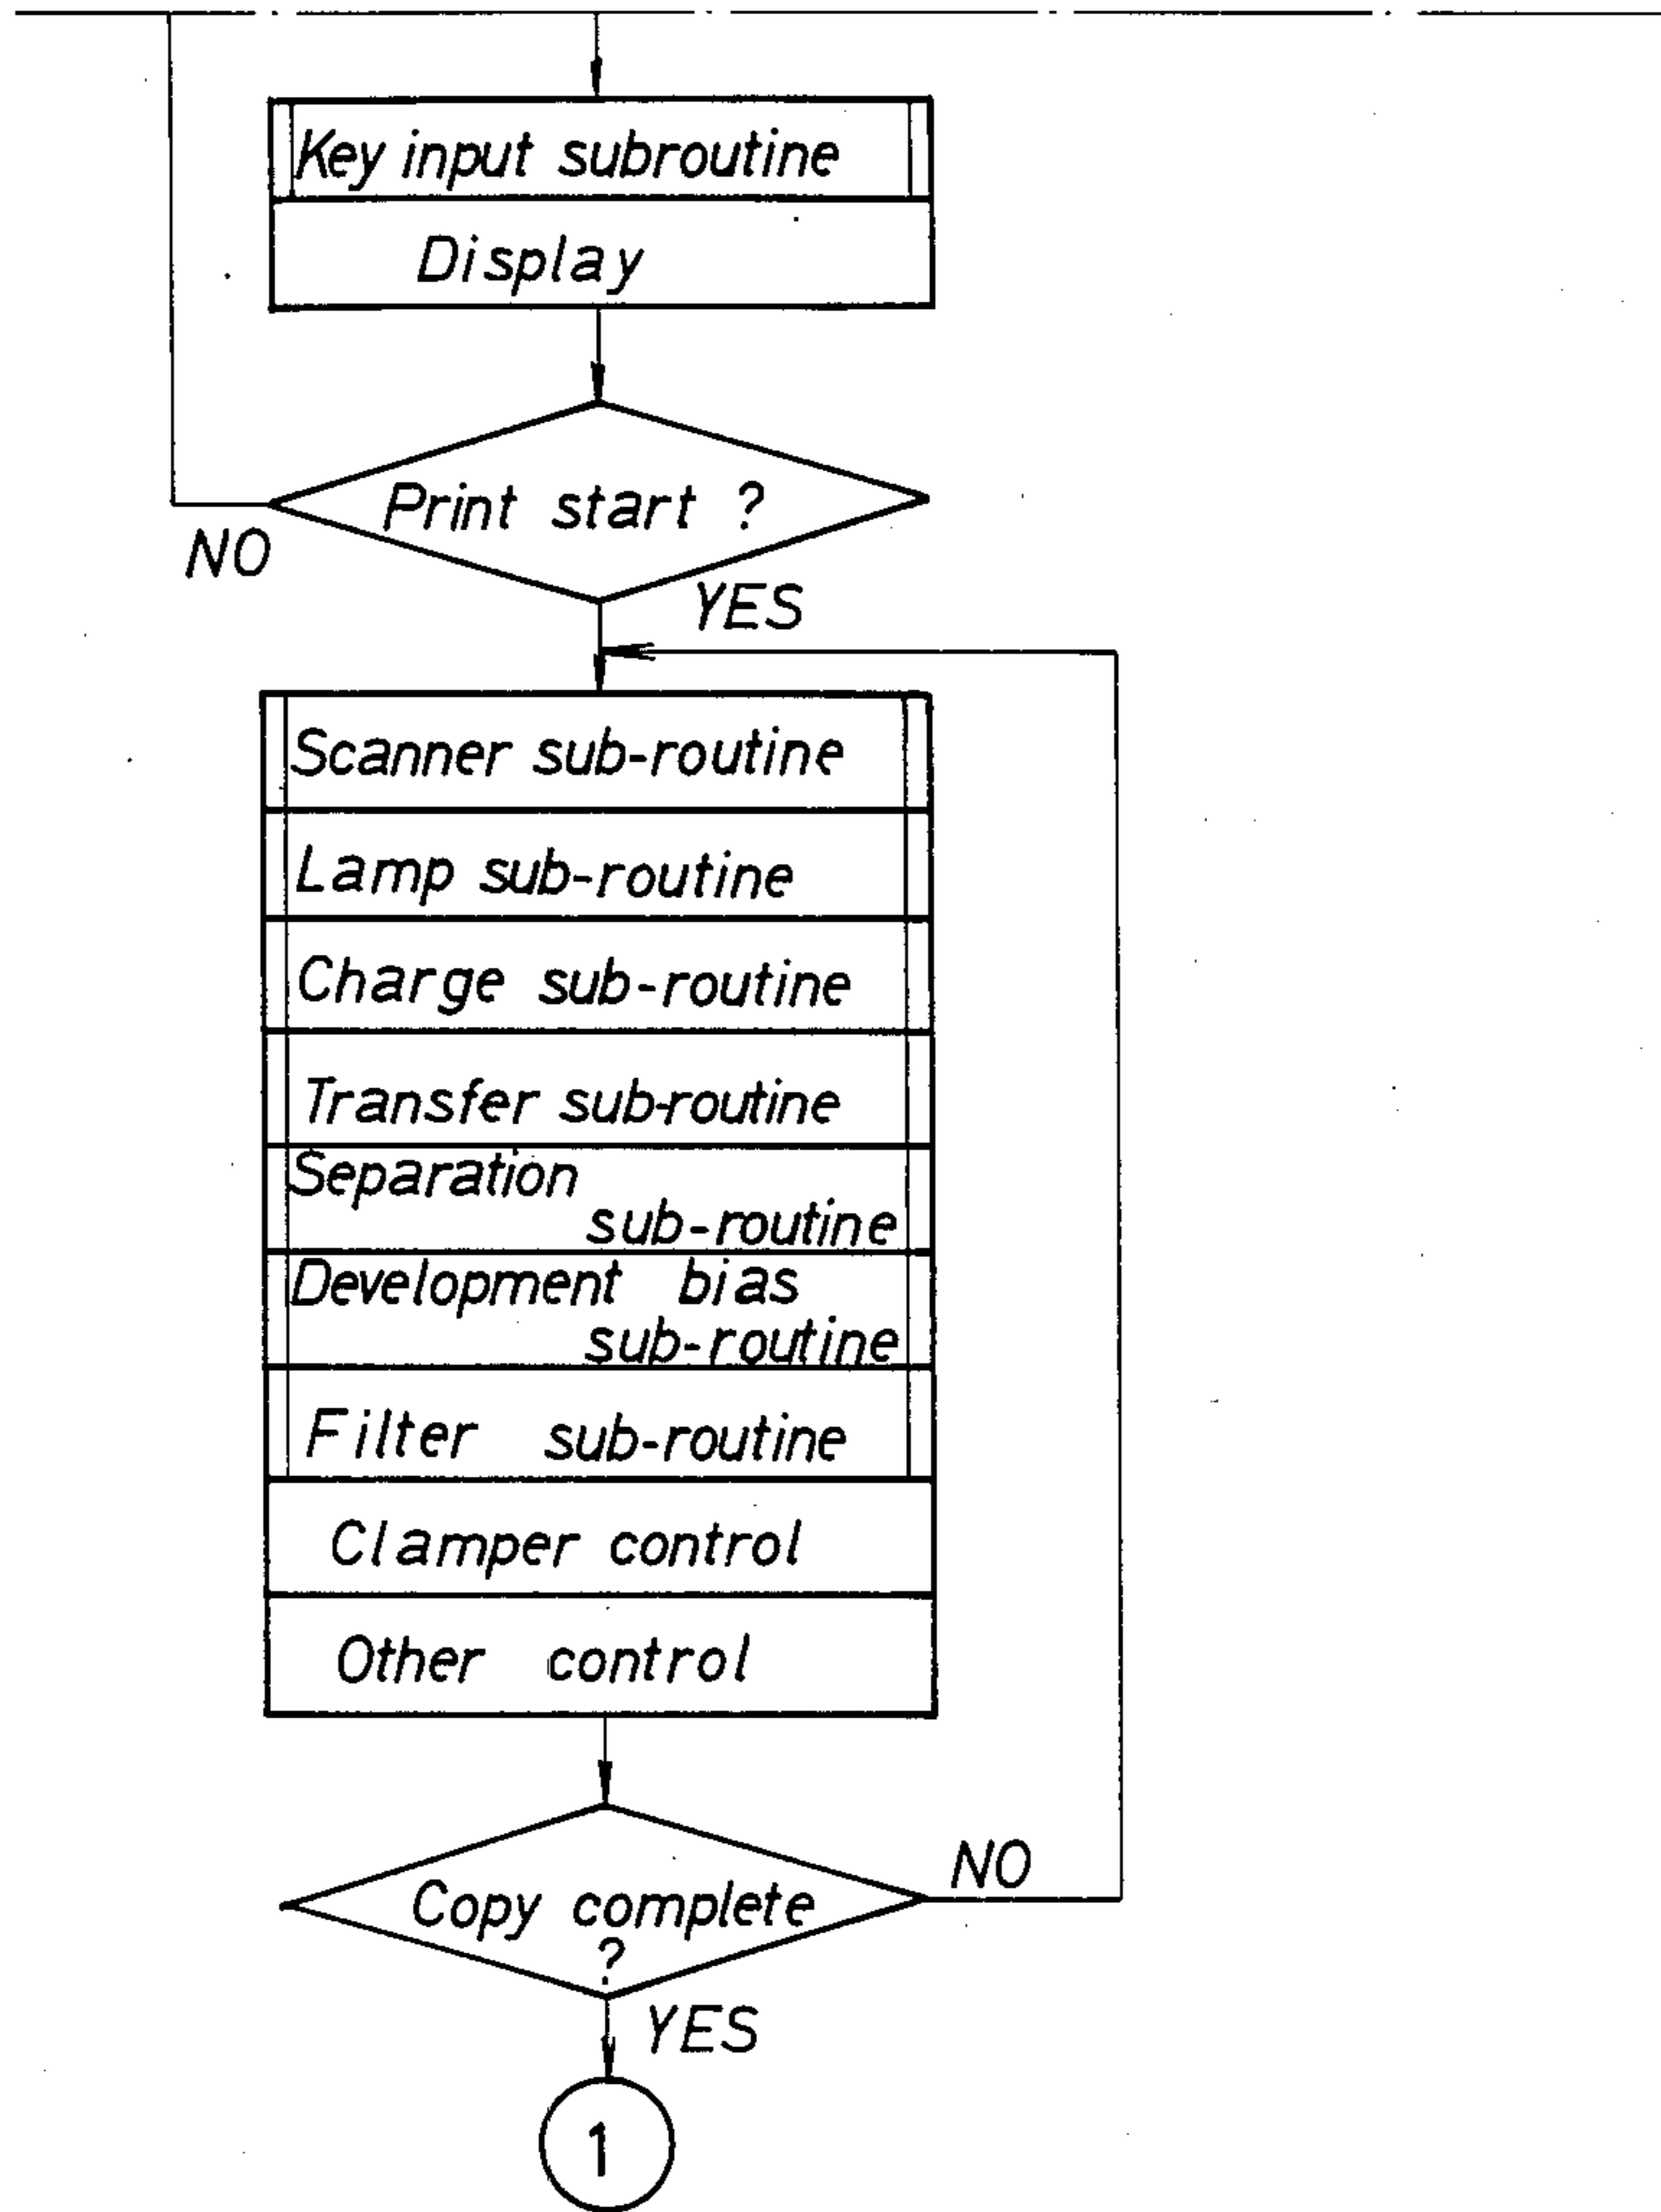 Key input subroutine
Display
Print start ?
NO
YES
Scanner sub-routine
Lamp sub-routine
Charge sub-routine
Transfer sub-routine
Separation
sub-routine
Development bias
sub-routine
Filter sub-routine
Clamper control
Other control
NO
Copy complete
?
YES
1